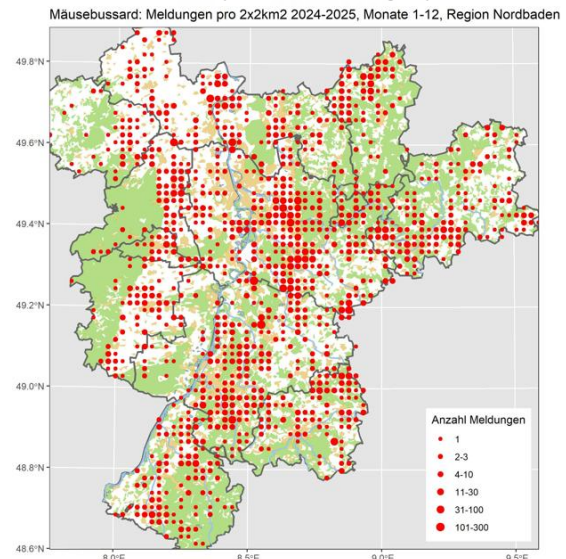 Mäusebussard: Meldungen pro 2x2km2 2024-2025, Monate 1-12, Region Nordbaden
49.8°N
49.6°N
49.4°N
49.2°N
49.0°N
48.8°N
48.6°N
Anzahl Meldungen
1
2-3
4-10
11-30
31-100
101-300
8.0°E
8.5°E
9.0°E
9.5°E